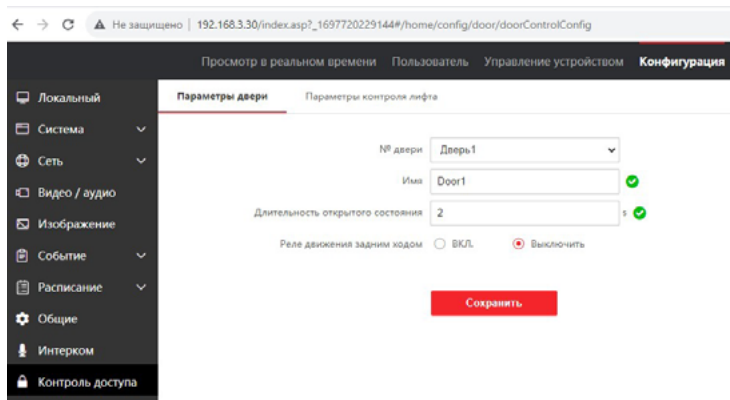 Не защищено | 192.168.3.30/index.asp?_1697720229144#/home/config/door/doorControlConfig
Просмотр в реальном времени Пользователь Управление устройством Конфигурация
Локальный
Параметры двери Параметры контроля лифта
Система
Сеть
№ двери Дверь1
Видео / аудио
Имя Door1
Изображение
Длительность открытого состояния 2 s
Событие
Реле движения задним ходом ВКЛ. Выключить
Расписание
Сохранить
Общие
Интерком
Контроль доступа